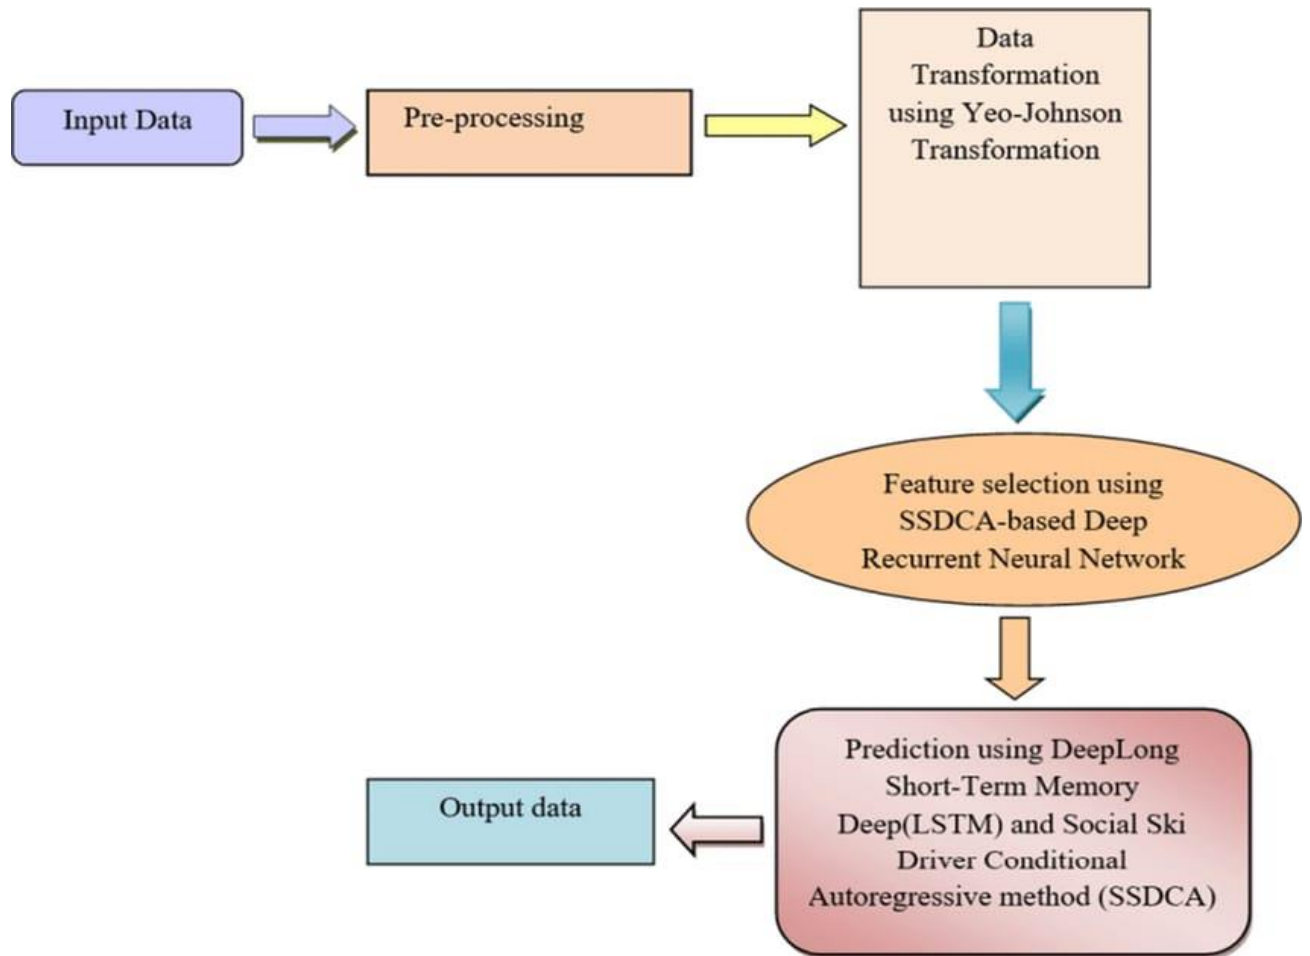 Input Data
Pre-processing
Data
Transformation
using Yeo-Johnson
Transformation
Feature selection using
SSDCA-based Deep
Recurrent Neural Network
Prediction using DeepLong
Short-Term Memory
Deep(LSTM) and Social Ski
Driver Conditional
Autoregressive method (SSDCA)
Output data